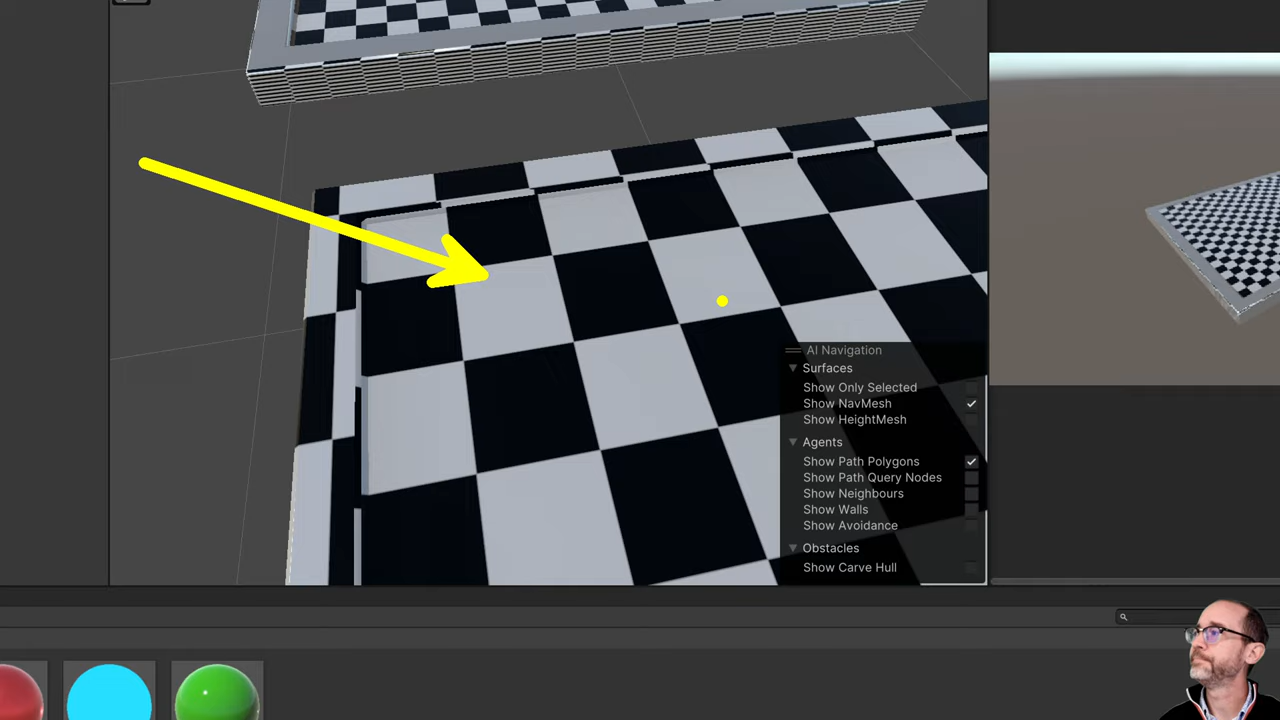 AI Navigation
Surfaces
Show Only Selected
Show NavMesh
Show HeightMesh
Agents
Show Path Polygons
Show Path Query Nodes
Show Neighbours
Show Walls
Show Avoidance
Obstacles
Show Carve Hull